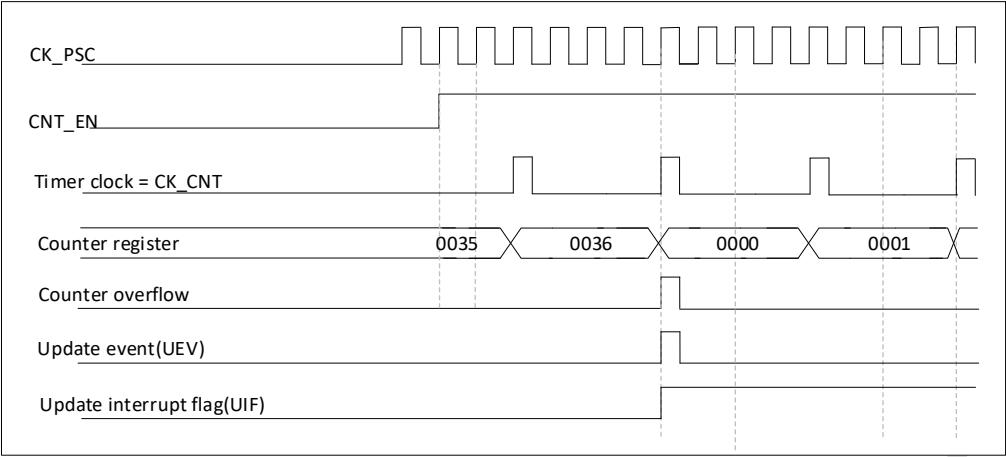 CK_PSC
CNT_EN
Timer clock = CK_CNT
Counter register 0035 0036 0000 0001
Counter overflow
Update event(UEV)
Update interrupt flag(UIF)